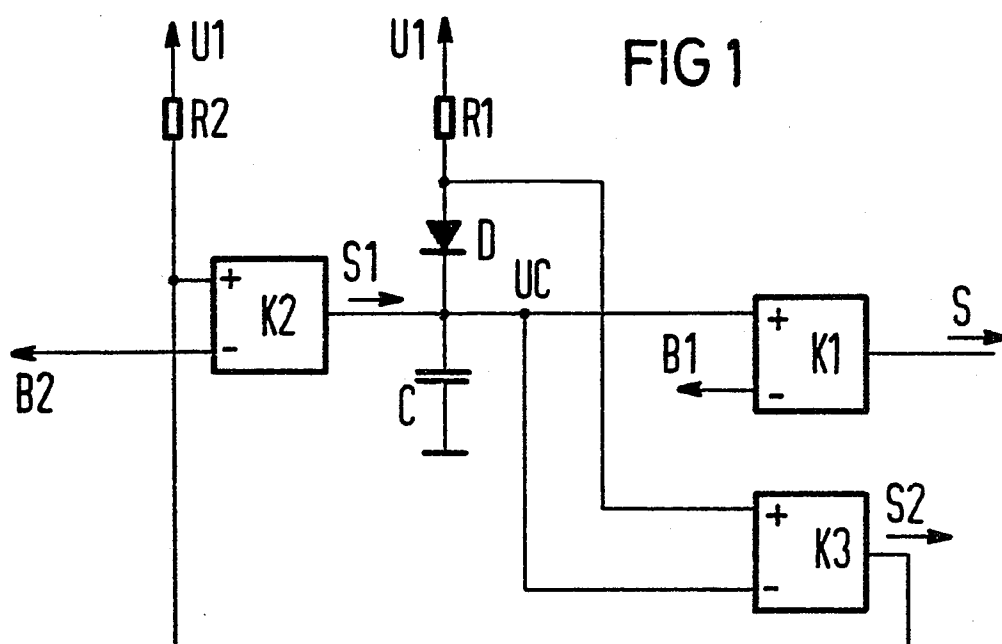 U1
U1
FIG 1
R2
R1
D
S1
UC
+
K2
-
B2
C
B1
+
K1
-
S
+
K3
-
S2